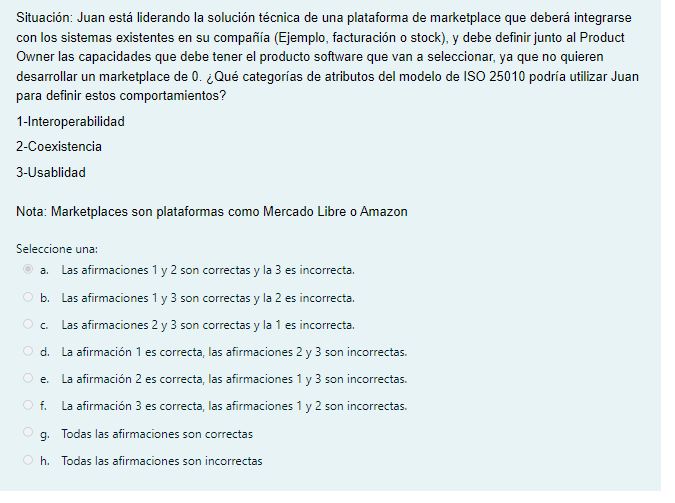 Situación: Juan está liderando la solución técnica de una plataforma de marketplace que deberá integrarse
con los sistemas existentes en su compañía (Ejemplo, facturación o stock), y debe definir junto al Product
Owner las capacidades que debe tener el producto software que van a seleccionar, ya que no quieren
desarrollar un marketplace de 0. ¿Qué categorías de atributos del modelo de ISO 25010 podría utilizar Juan
para definir estos comportamientos?
1-Interoperabilidad
2-Coexistencia
3-Usablidad
Nota: Marketplaces son plataformas como Mercado Libre o Amazon
Seleccione una:
a. Las afirmaciones 1 y 2 son correctas y la 3 es incorrecta.
b. Las afirmaciones 1 y 3 son correctas y la 2 es incorrecta.
c. Las afirmaciones 2 y 3 son correctas y la 1 es incorrecta.
d. La afirmación 1 es correcta, las afirmaciones 2 y 3 son incorrectas.
e. La afirmación 2 es correcta, las afirmaciones 1 y 3 son incorrectas.
f. La afirmación 3 es correcta, las afirmaciones 1 y 2 son incorrectas.
g. Todas las afirmaciones son correctas
h. Todas las afirmaciones son incorrectas